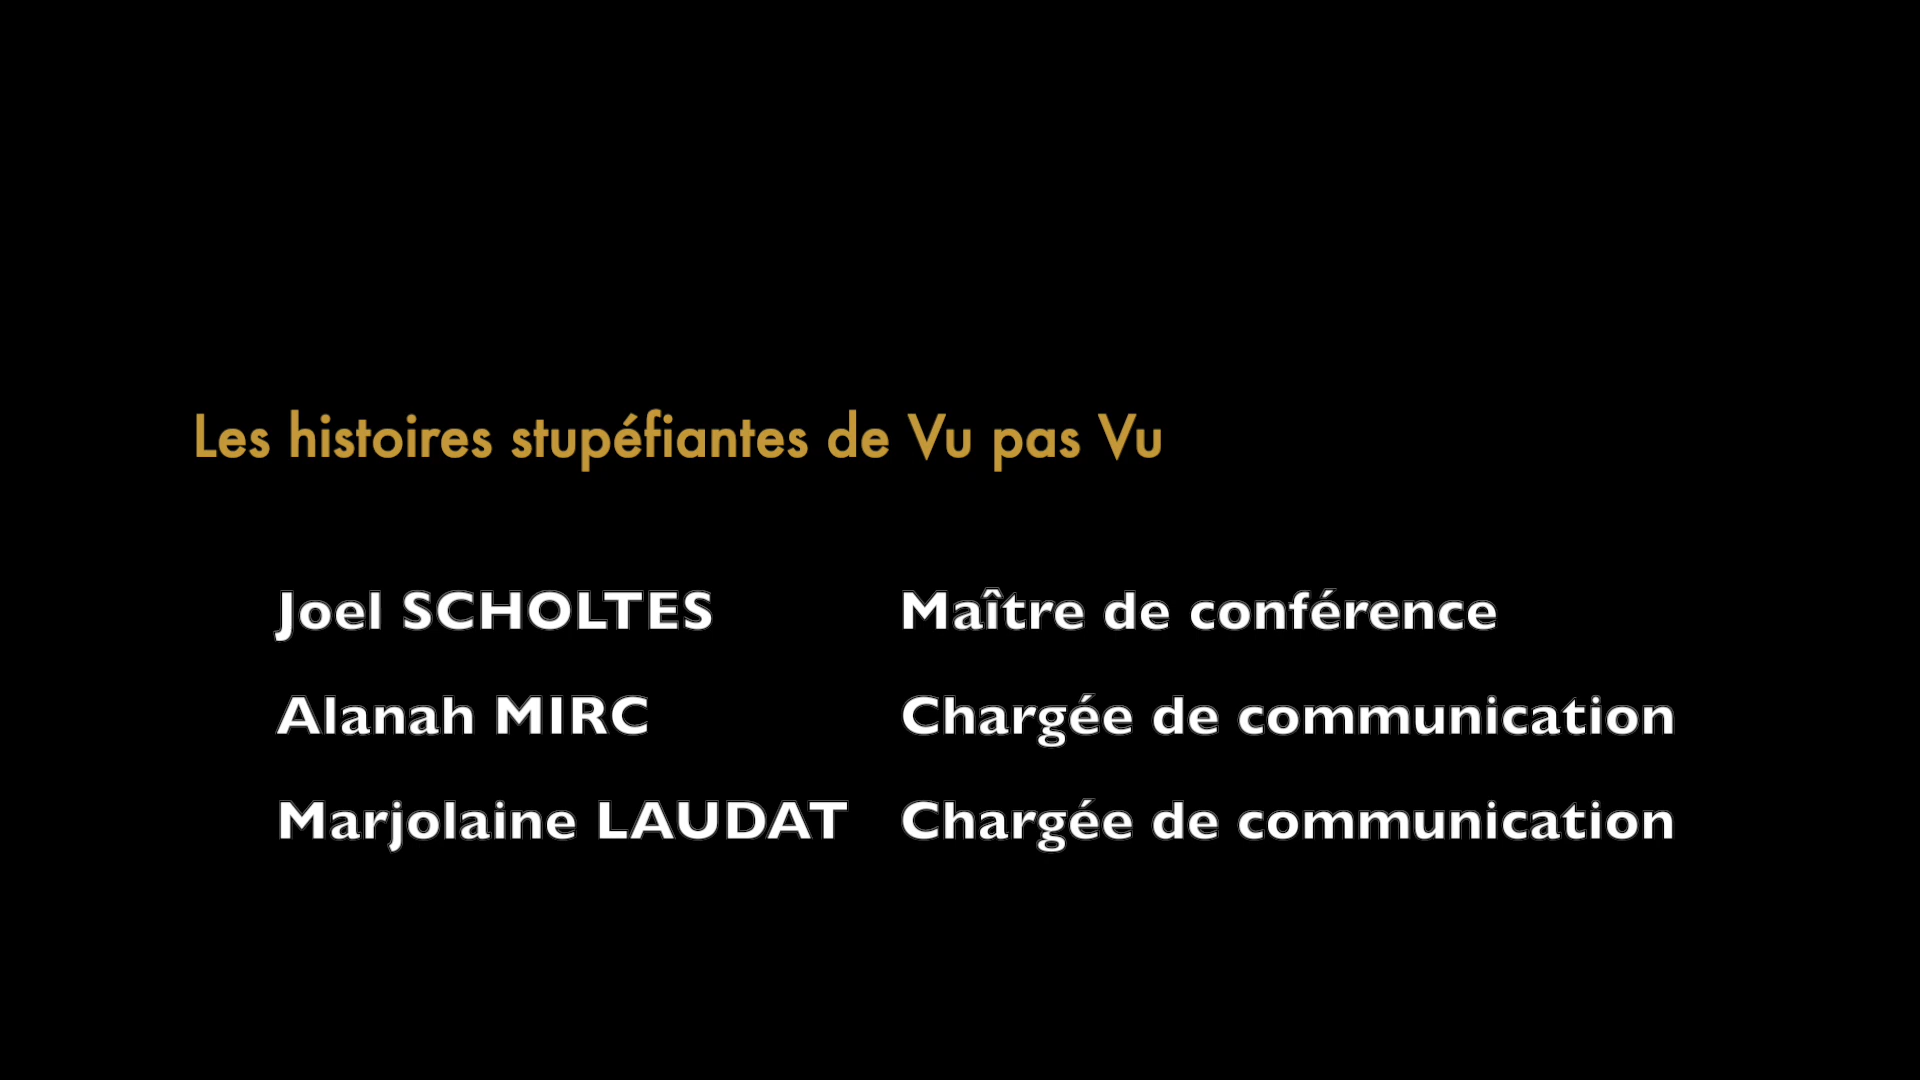 Les histoires stupéfiantes de Vu pas Vu
Joel SCHOLTES Maître de conférence
Alanah MIRC Chargée de communication
Marjolaine LAUDAT Chargée de communication